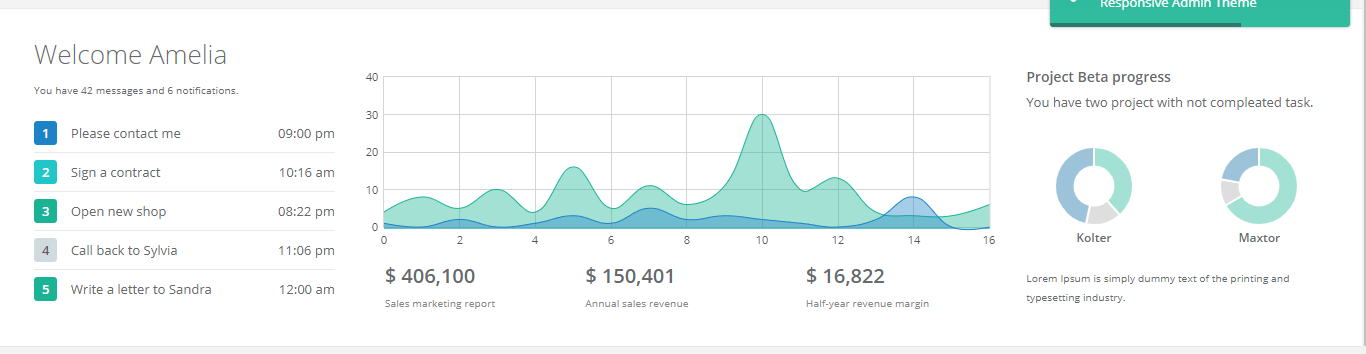 Responsive Admin Theme
Welcome Amelia
You have 42 messages and 6 notifications.
1 Please contact me 09:00 pm
2 Sign a contract 10:16 am
3 Open new shop 08:22 pm
4 Call back to Sylvia 11:06 pm
5 Write a letter to Sandra 12:00 am
40
30
20
10
0
0 2 4 6 8 10 12 14 16
$ 406,100
Sales marketing report
$ 150,401
Annual sales revenue
$ 16,822
Half-year revenue margin
Project Beta progress
You have two project with not compleated task.
Kolter
Maxtor
Lorem Ipsum is simply dummy text of the printing and
typesetting industry.